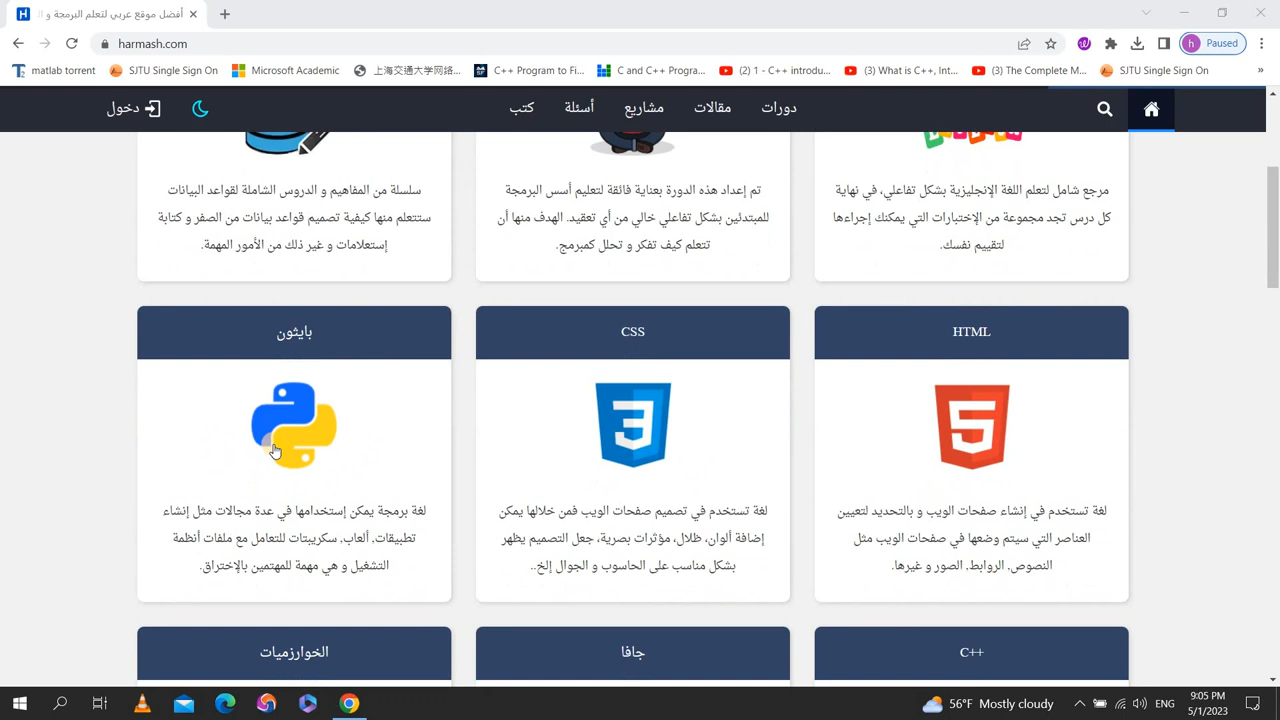 أفضل موقع عربي لتعلم البرمجة و ال
harmash.com
Paused
h
matlab torrent
SJTU Single Sign On
Microsoft Academic
上海交通大学网络...
C++ Program to Fi...
C and C++ Progra...
(2) 1 - C++ introdu...
(3) What is C++, Int...
(3) The Complete M...
SJTU Single Sign On
»
دورات
مقالات
مشاريع
أسئلة
كتب
دخول
مرجع شامل لتعلم اللغة الإنجليزية بشكل تفاعلي، في نهاية
كل درس تجد مجموعة من الإختبارات التي يمكنك إجراءها
لتقييم نفسك.
تم إعداد هذه الدورة بعناية فائقة لتعليم أسس البرمجة
للمبتدئين بشكل تفاعلي خالي من أي تعقيد. الهدف منها أن
تتعلم كيف تفكر و تحلل كمبرمج.
سلسلة من المفاهيم و الدروس الشاملة لقواعد البيانات
ستتعلم منها كيفية تصميم قواعد بيانات من الصفر و كتابة
إستعلامات و غير ذلك من الأمور المهمة.
HTML
5
لغة تستخدم في إنشاء صفحات الويب و بالتحديد لتعيين
العناصر التي سيتم وضعها في صفحات الويب مثل
النصوص, الروابط, الصور و غيرها.
CSS
3
لغة تستخدم في تصميم صفحات الويب فمن خلالها يمكن
إضافة ألوان، ظلال، مؤثرات بصرية، جعل التصميم يظهر
بشكل مناسب على الحاسوب و الجوال إلخ..
بايثون
لغة برمجة يمكن إستخدامها في عدة مجالات مثل إنشاء
تطبيقات, ألعاب, سكريبتات للتعامل مع ملفات أنظمة
التشغيل و هي مهمة للمهتمين بالإختراق.
C++
جافا
الخوارزميات
56°F Mostly cloudy
ENG
9:05 PM
5/1/2023